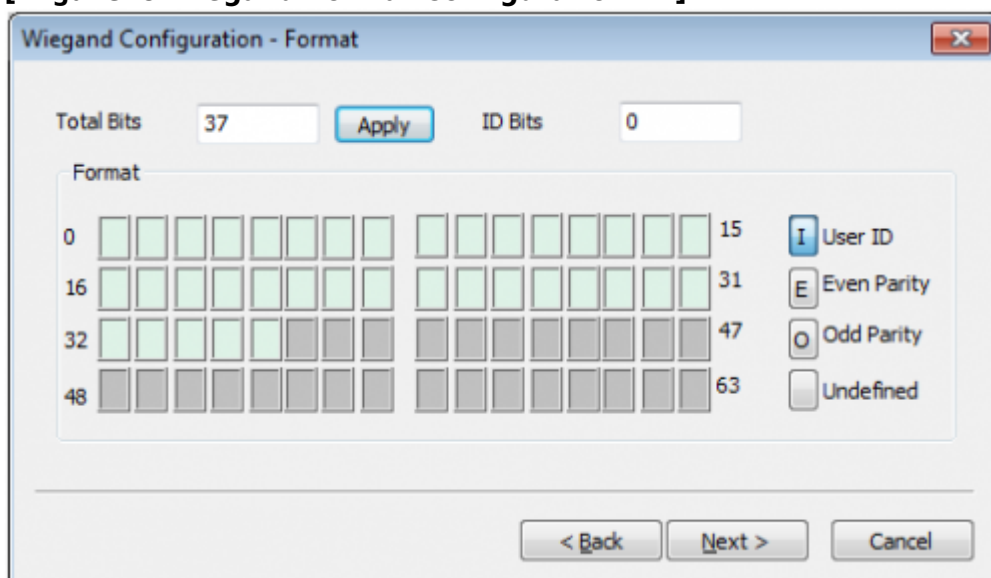 Wiegand Configuration - Format
Total Bits 37 Apply ID Bits 0
Format
0 15 I User ID
16 31 E Even Parity
32 47 O Odd Parity
48 63 Undefined
< Back Next > Cancel